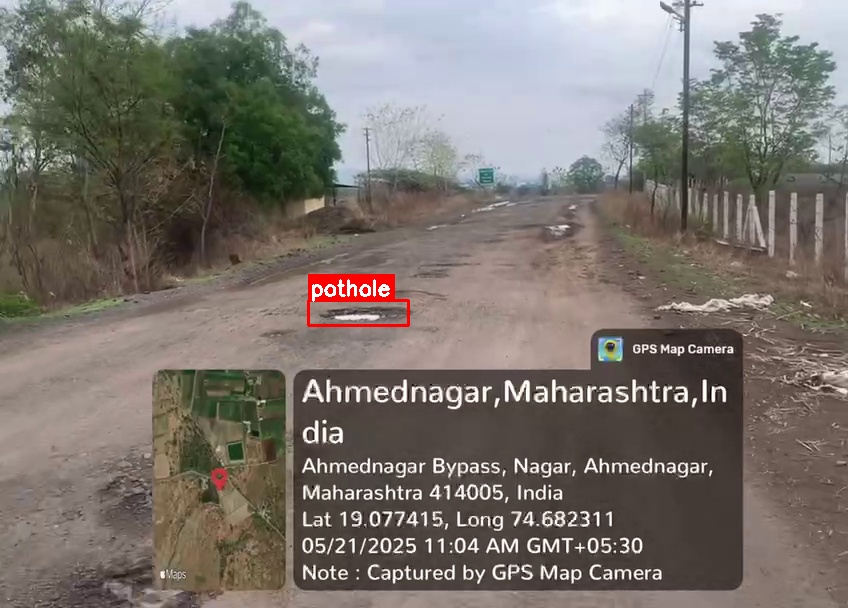 pothole
GPS Map Camera
Ahmednagar,Maharashtra,In
dia
Ahmednagar Bypass, Nagar, Ahmednagar,
Maharashtra 414005, India
Lat 19.077415, Long 74.682311
05/21/2025 11:04 AM GMT+05:30
Note : Captured by GPS Map Camera
Maps